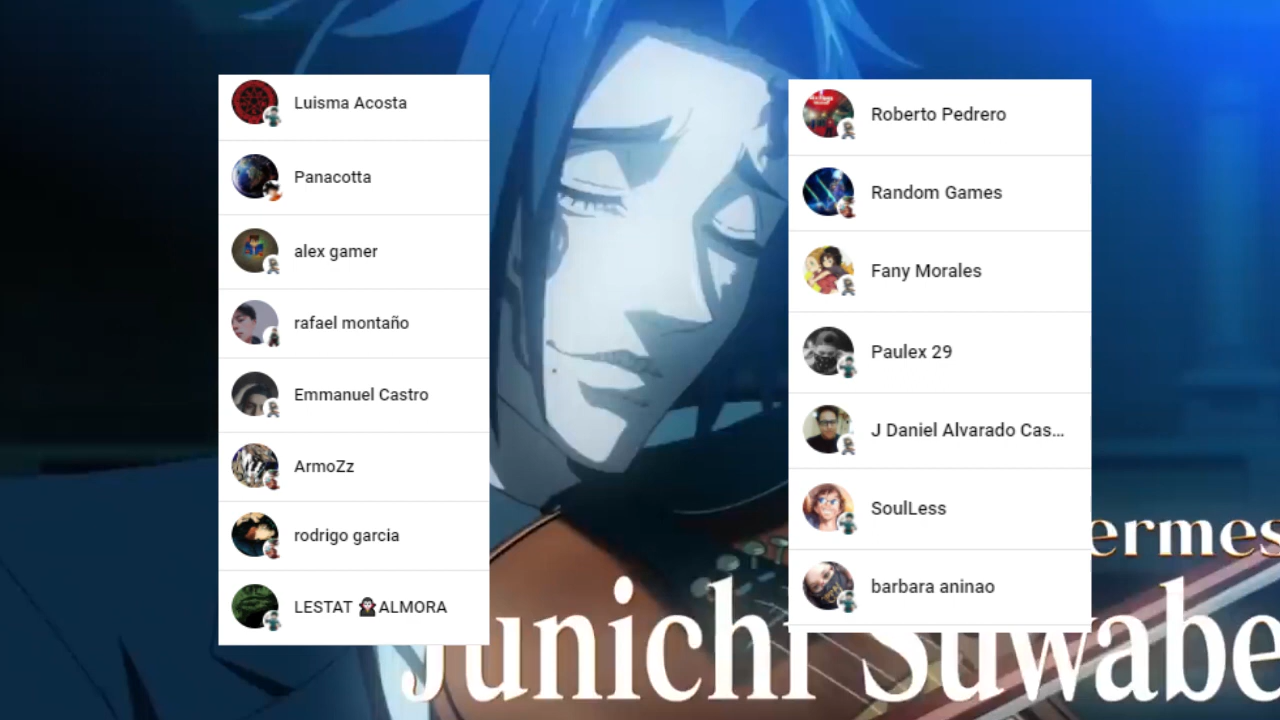 Luisma Acosta
Panacotta
alex gamer
rafael montaño
Emmanuel Castro
ArmoZz
rodrigo garcia
LESTAT 🧛🏻‍♂️ALMORA
Roberto Pedrero
Random Games
Fany Morales
Paulex 29
J Daniel Alvarado Cas...
SoulLess
barbara aninao
ermes
Junichi Suwabe